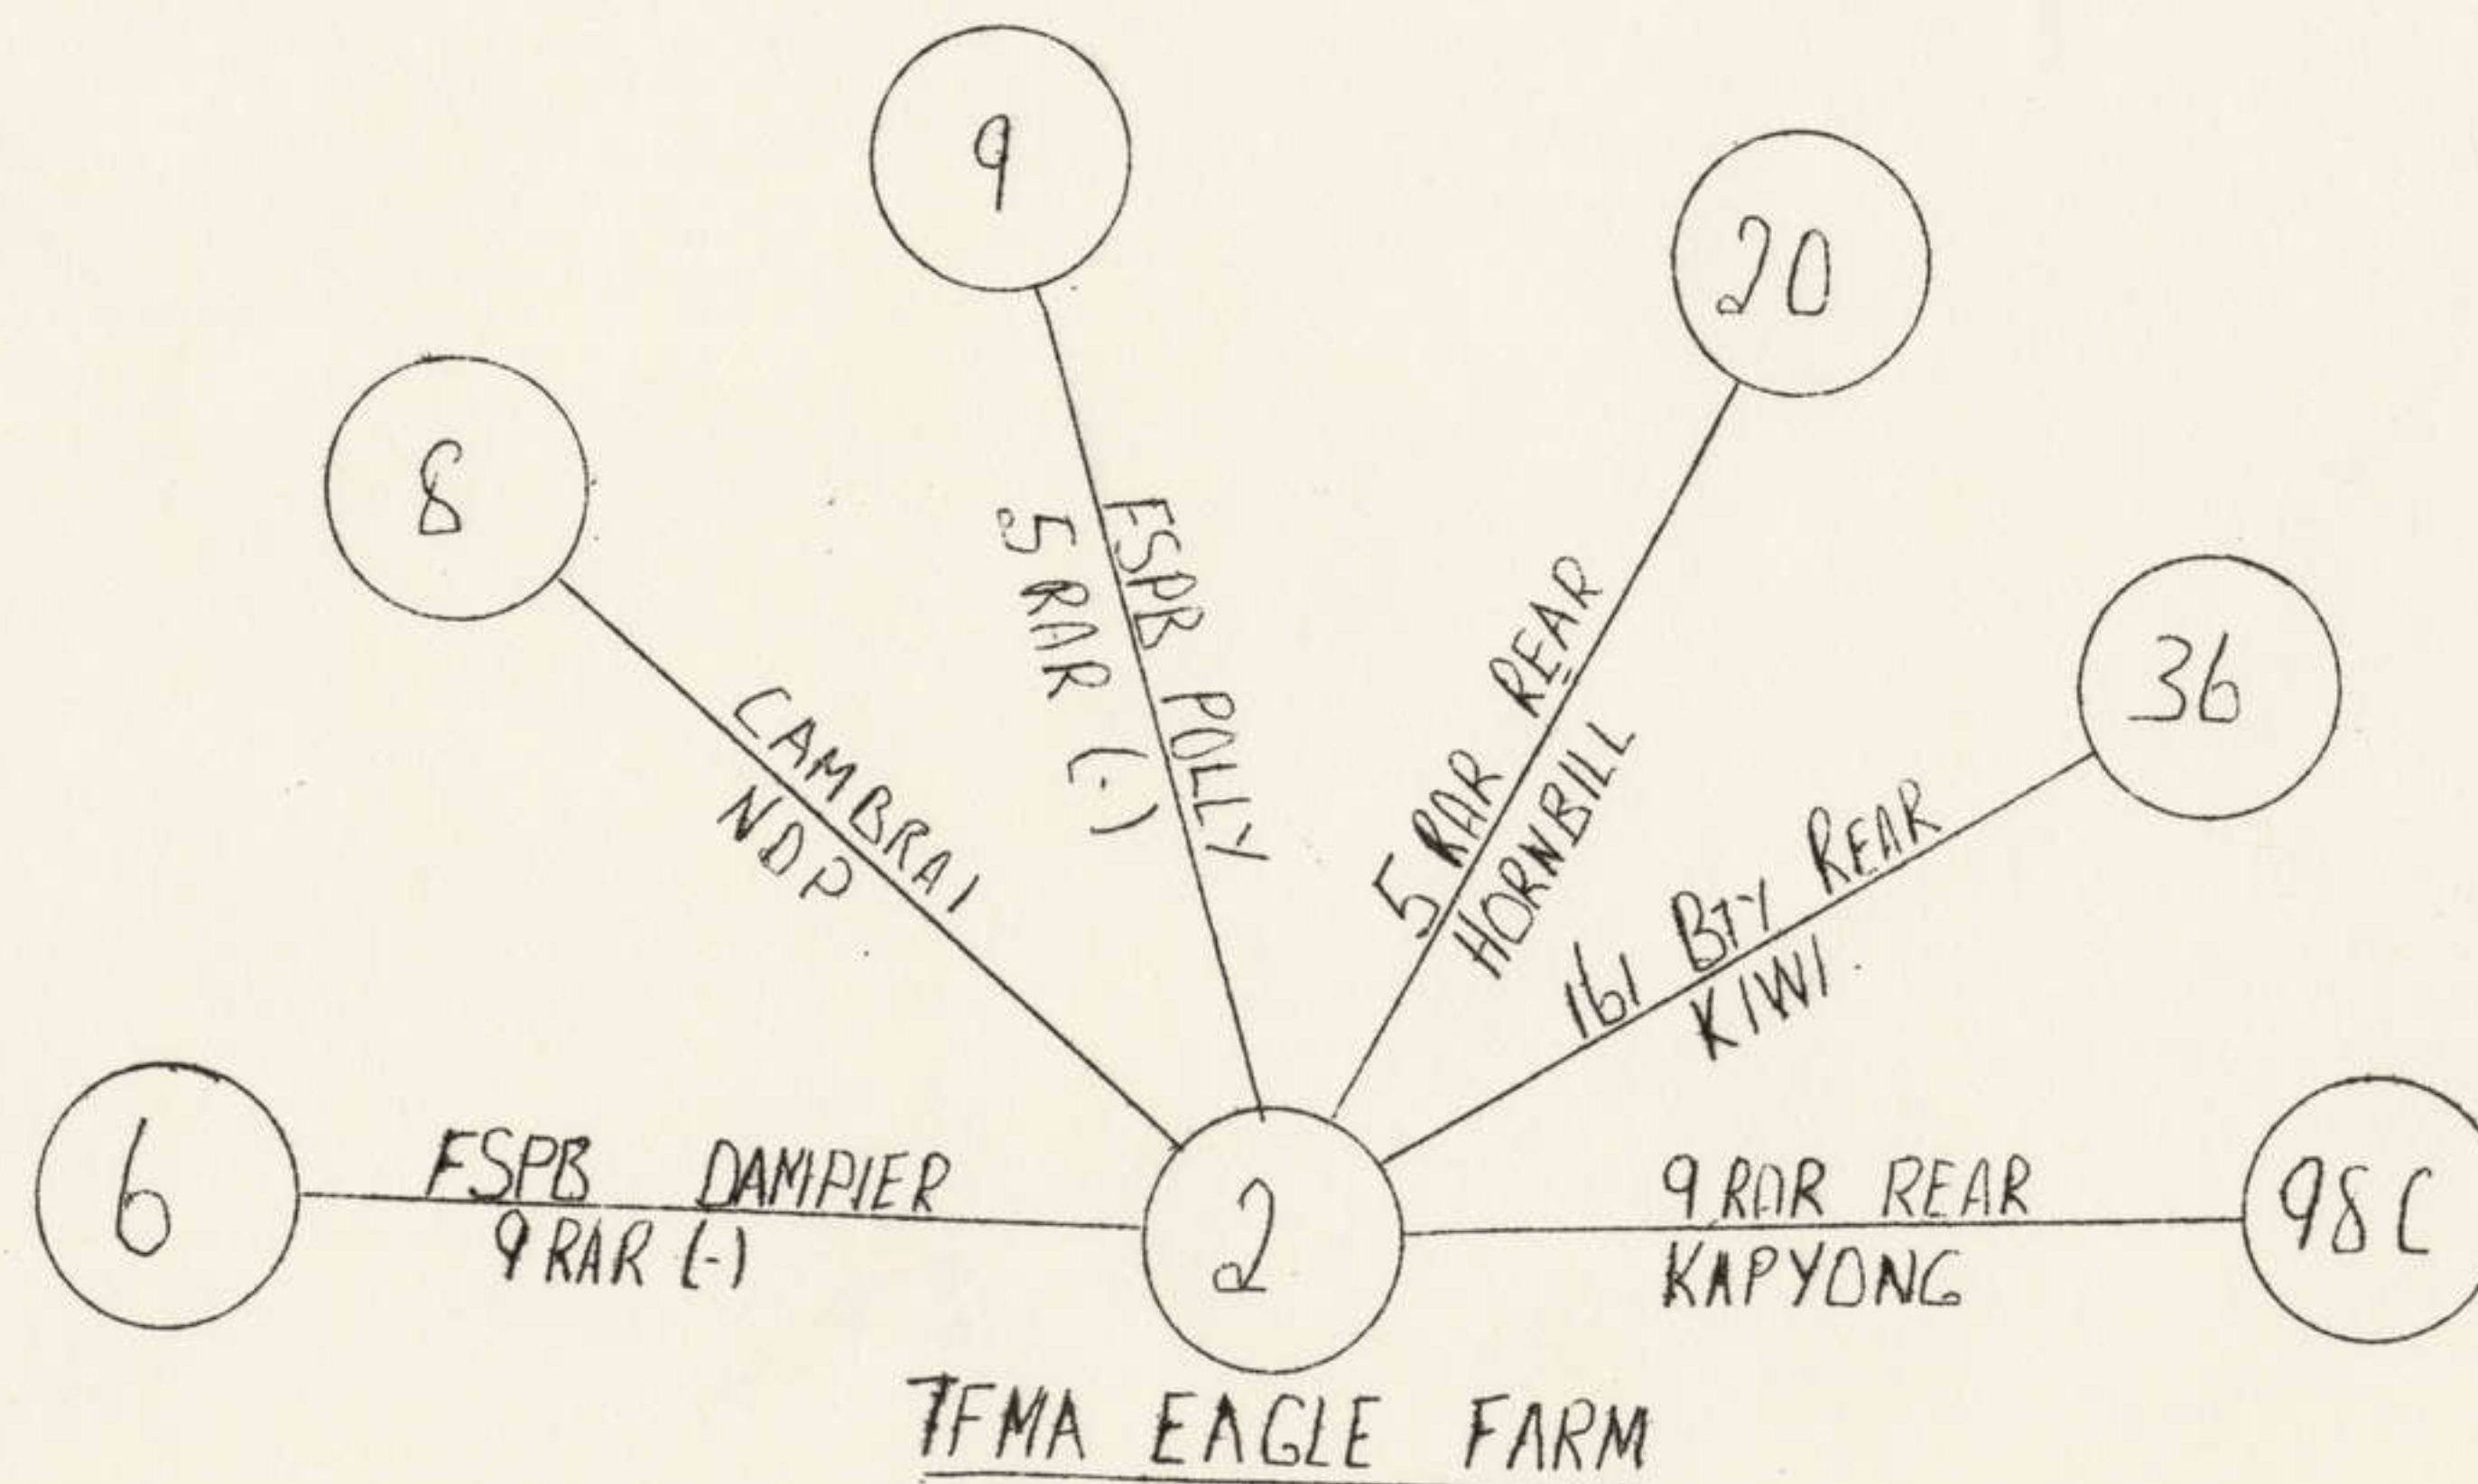 9
20
8
36
FSPB POLLY
5 RAR (-)
5 RAR REAR
HORNBILL
CAMBRAI
NDP
161 BTY REAR
KIWI
6
FSPB DAMPIER
9 RAR (-)
2
9 RAR REAR
KAPYONG
98C
TFMA EAGLE FARM